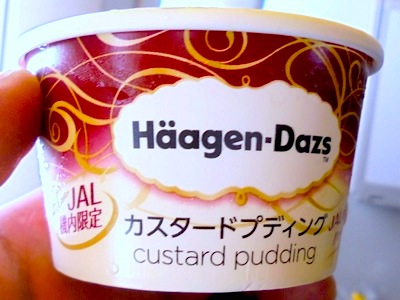 Häagen-Dazs
TM
JAL
機内限定
カスタードプディング
custard pudding